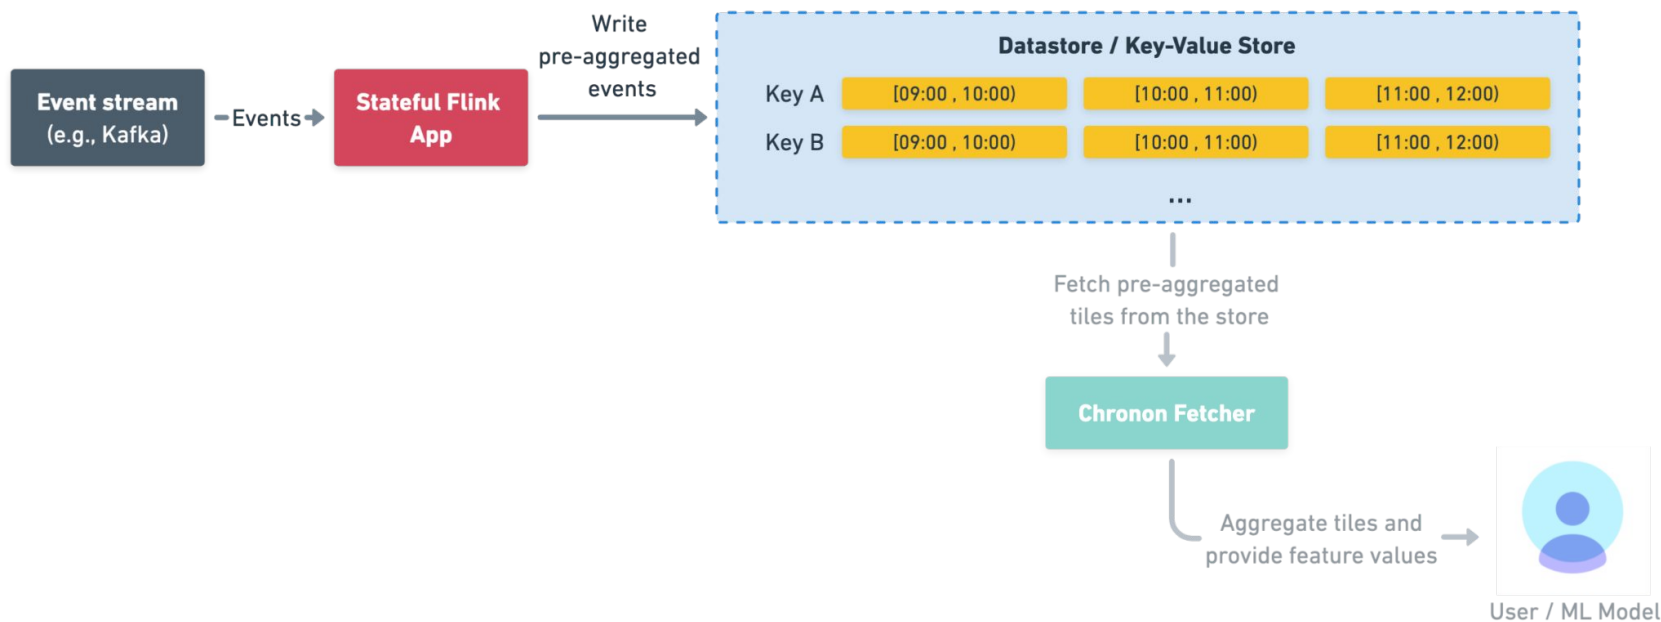 Write
pre-aggregated
events
Event stream
(e.g., Kafka)
Events
Stateful Flink
App
Datastore / Key-Value Store
Key A [09:00 , 10:00) [10:00 , 11:00) [11:00 , 12:00)
Key B [09:00 , 10:00) [10:00 , 11:00) [11:00 , 12:00)
...
Fetch pre-aggregated
tiles from the store
Chronon Fetcher
Aggregate tiles and
provide feature values
User / ML Model